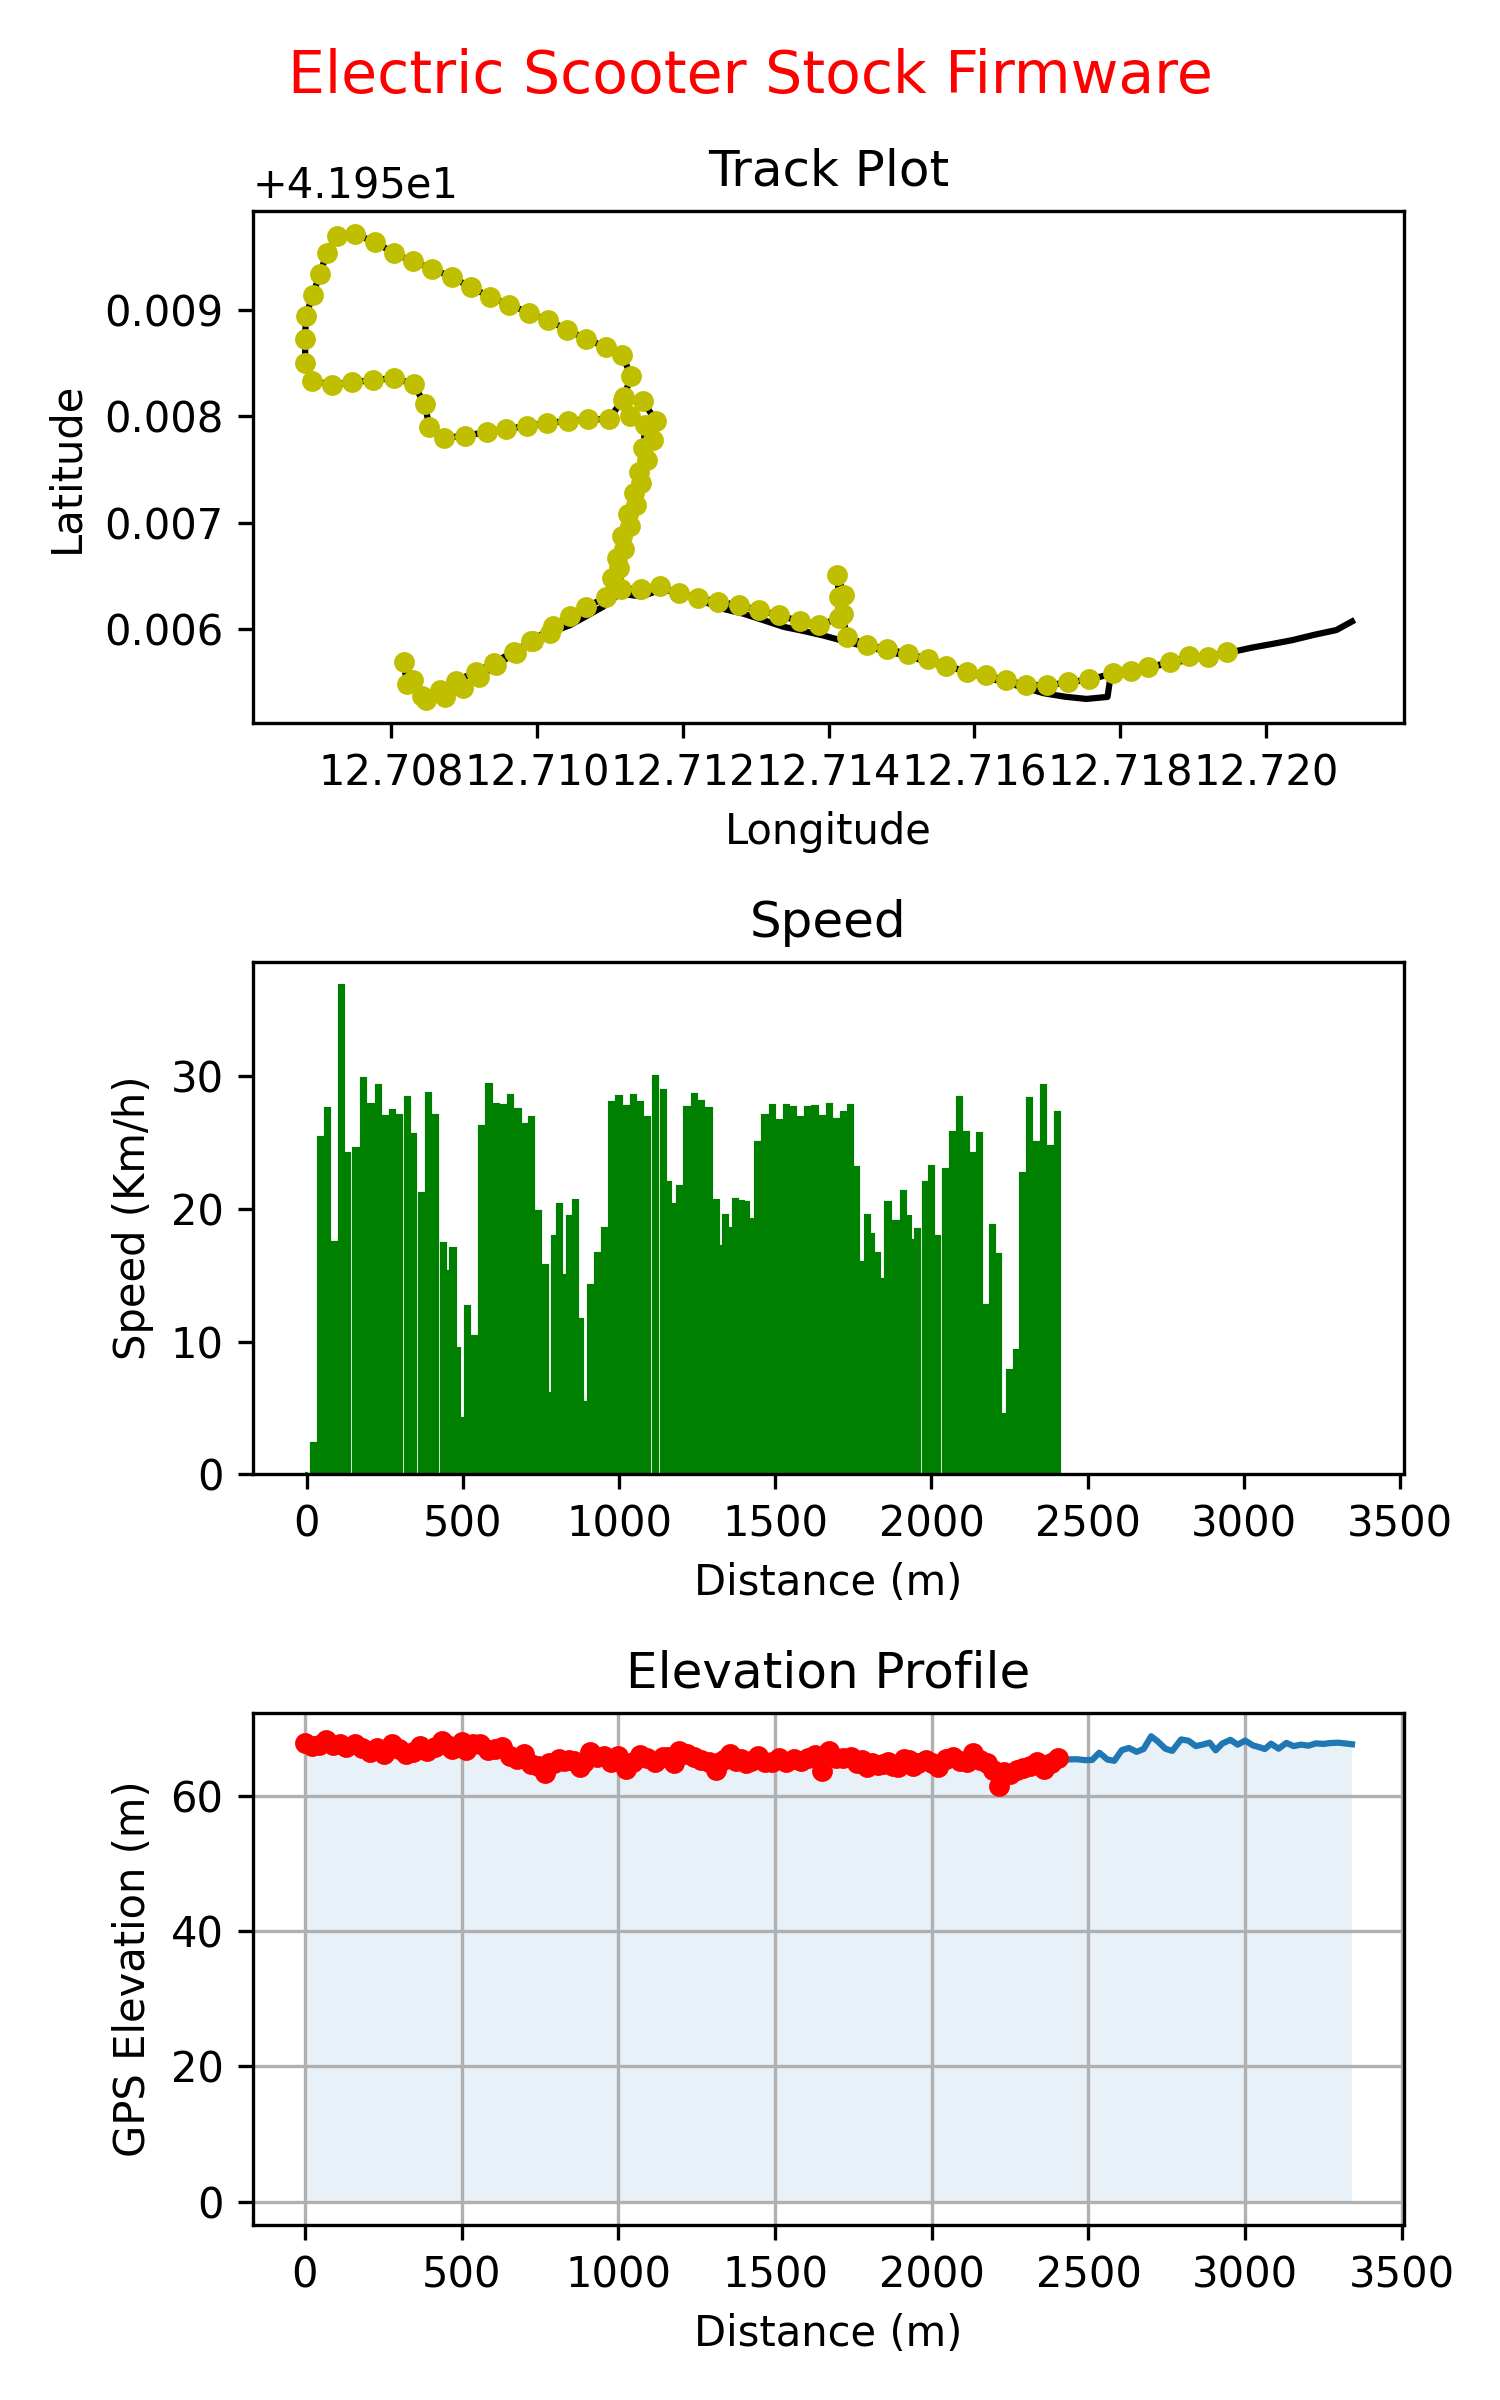 Electric Scooter Stock Firmware
Track Plot
+4.195e1
0.009
0.008
0.007
0.006
Latitude
12.708 12.710 12.712 12.714 12.716 12.718 12.720
Longitude
Speed
30
20
10
0
Speed (Km/h)
0 500 1000 1500 2000 2500 3000 3500
Distance (m)
Elevation Profile
60
40
20
0
GPS Elevation (m)
0 500 1000 1500 2000 2500 3000 3500
Distance (m)